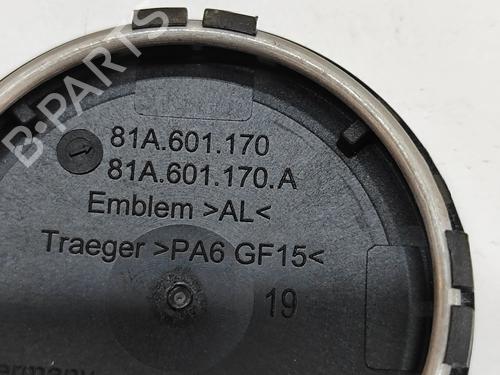 B-PARTS
81A.601.170
81A.601.170.A
Emblem >AL<
Traeger >PA6 GF15<
19